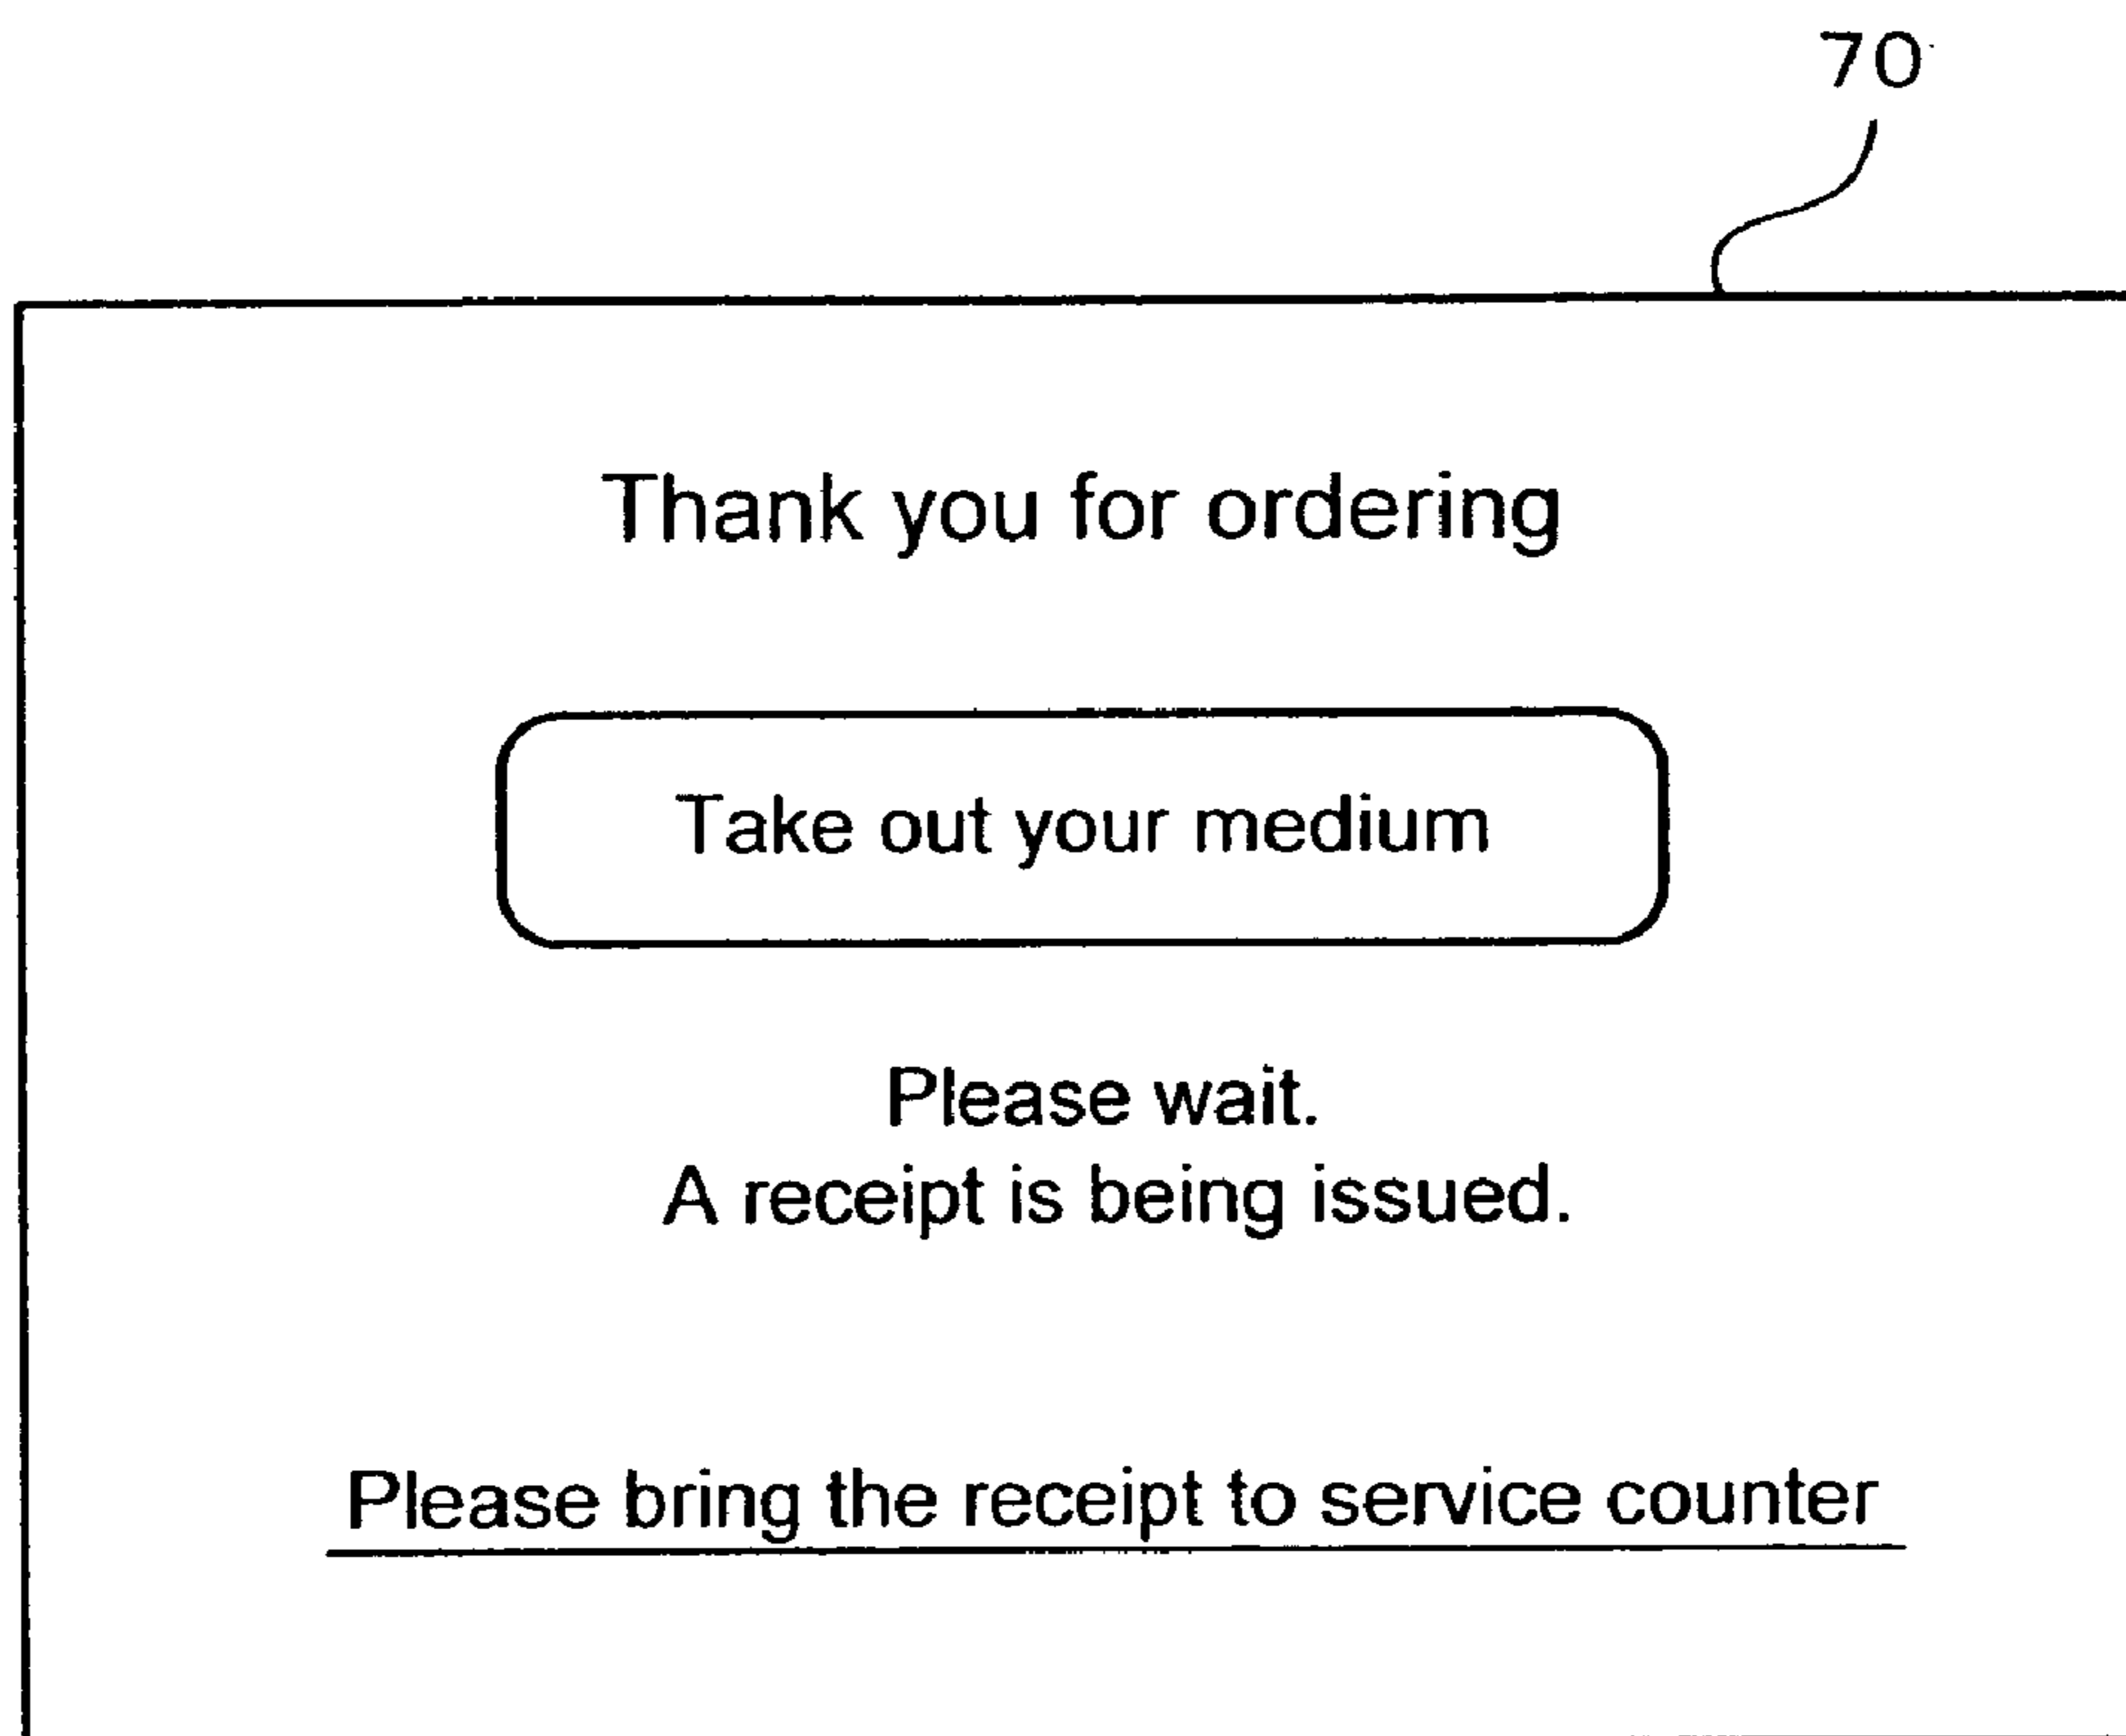 70
Thank you for ordering
Take out your medium
Please wait.
A receipt is being issued.
Please bring the receipt to service counter